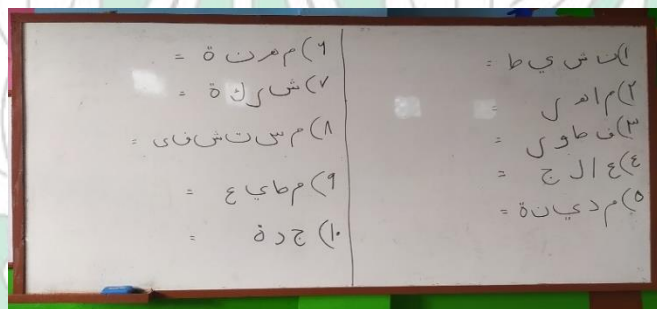 ١) ن ش ي ط =
٢) م ا ه ر =
٣) ف ط و ر =
٤) ع ا ل ج =
٥) م د ي ن ة =
٦) م ه ر ن ة =
٧) ش ر ك ة =
٨) م س ت ش ف ى =
٩) م ط ي ع =
١٠) ج د ة =